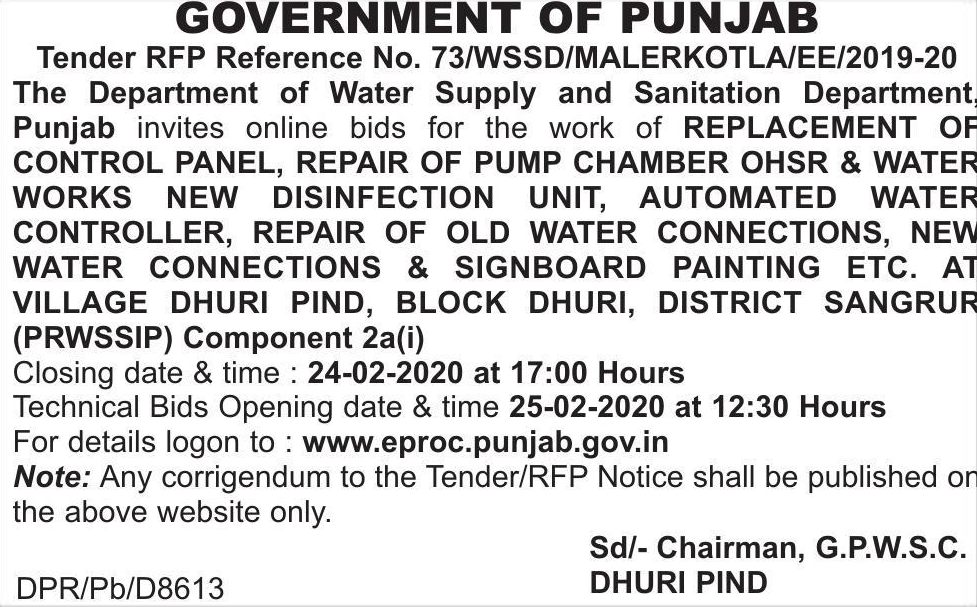 GOVERNMENT OF PUNJAB
Tender RFP Reference No. 73/WSSD/MALERKOTLA/EE/2019-20
The Department of Water Supply and Sanitation Department,
Punjab invites online bids for the work of REPLACEMENT OF
CONTROL PANEL, REPAIR OF PUMP CHAMBER OHSR & WATER
WORKS NEW DISINFECTION UNIT, AUTOMATED WATER
CONTROLLER, REPAIR OF OLD WATER CONNECTIONS, NEW
WATER CONNECTIONS & SIGNBOARD PAINTING ETC. AT
VILLAGE DHURI PIND, BLOCK DHURI, DISTRICT SANGRUR
(PRWSSIP) Component 2a(i)
Closing date & time : 24-02-2020 at 17:00 Hours
Technical Bids Opening date & time 25-02-2020 at 12:30 Hours
For details logon to : www.eproc.punjab.gov.in
Note: Any corrigendum to the Tender/RFP Notice shall be published on
the above website only.
Sd/- Chairman, G.P.W.S.C.
DHURI PIND
DPR/Pb/D8613